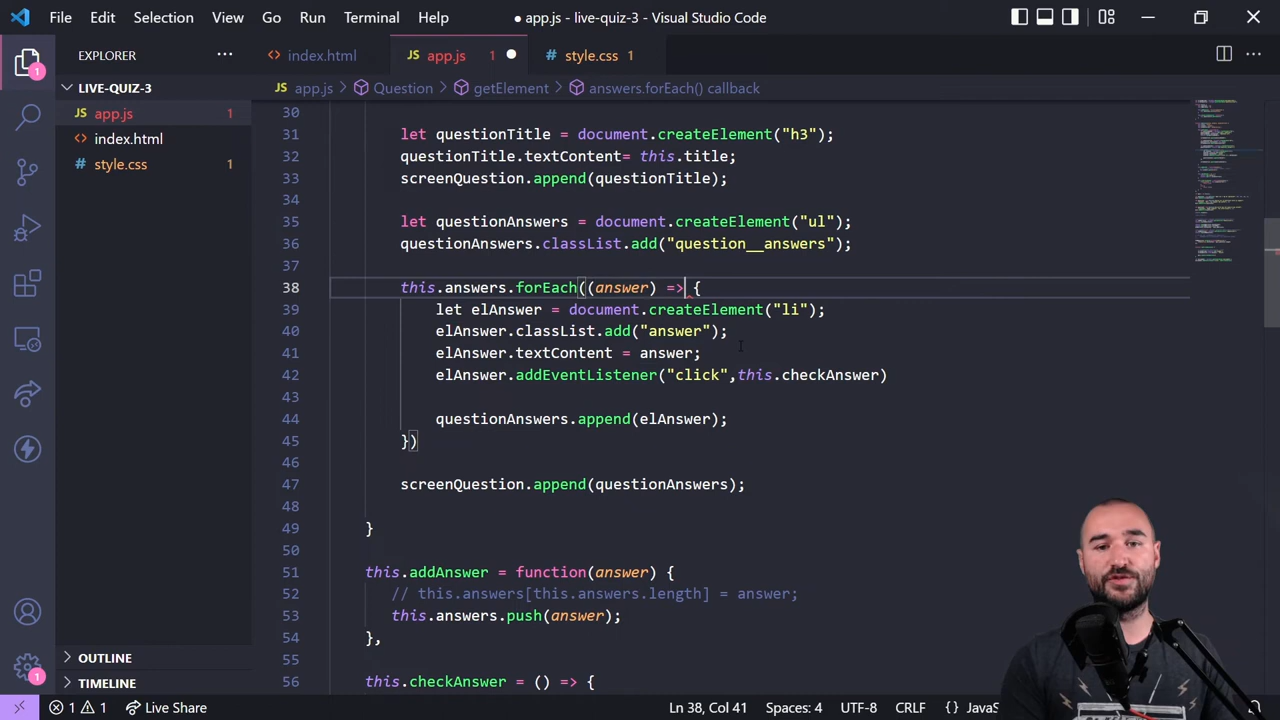 File Edit Selection View Go Run Terminal Help
● app.js - live-quiz-3 - Visual Studio Code
EXPLORER
LIVE-QUIZ-3
JS app.js 1
<> index.html
style.css 1
OUTLINE
TIMELINE
1
1
<> index.html
JS app.js 1 ●
style.css 1
JS app.js > Question > getElement > answers.forEach() callback
30
31 let questionTitle = document.createElement("h3");
32 questionTitle.textContent= this.title;
33 screenQuestion.append(questionTitle);
34
35 let questionAnswers = document.createElement("ul");
36 questionAnswers.classList.add("question__answers");
37
38 this.answers.forEach((answer) => {
39 let elAnswer = document.createElement("li");
40 elAnswer.classList.add("answer");
41 elAnswer.textContent = answer;
42 elAnswer.addEventListener("click",this.checkAnswer)
43
44 questionAnswers.append(elAnswer);
45 })
46
47 screenQuestion.append(questionAnswers);
48
49 }
50
51 this.addAnswer = function(answer) {
52 // this.answers[this.answers.length] = answer;
53 this.answers.push(answer);
54 },
55
56 this.checkAnswer = () => {
1 1 Live Share Ln 38, Col 41 Spaces: 4 UTF-8 CRLF {} JavaS